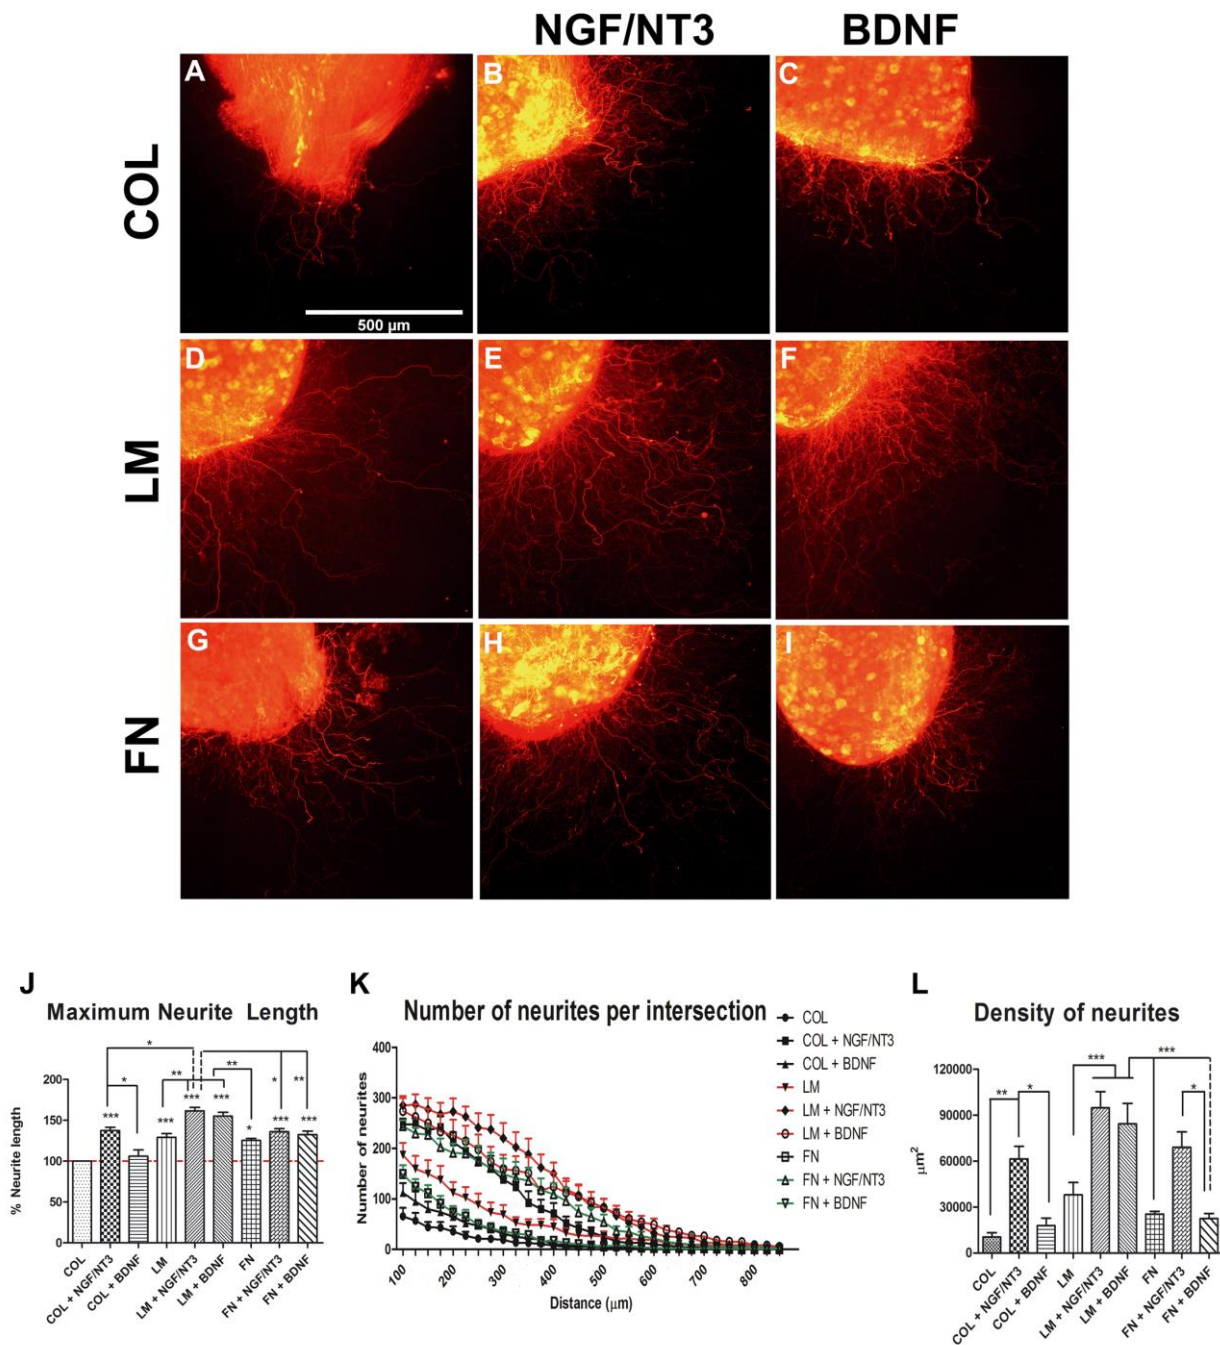 NGF/NT3 BDNF
A B C
COL
500 µm
D E F
LM
G H I
FN
J
Maximum Neurite Length
% Neurite length
200
150
100
50
0
* * ** ** * **
*** *** *** *** * *** ***
COL
COL + NGF/NT3
COL + BDNF
LM
LM + NGF/NT3
LM + BDNF
FN
FN + NGF/NT3
FN + BDNF
K
Number of neurites per intersection
Number of neurites
400
300
200
100
0
100 200 300 400 500 600 700 800
Distance (µm)
COL
COL + NGF/NT3
COL + BDNF
LM
LM + NGF/NT3
LM + BDNF
FN
FN + NGF/NT3
FN + BDNF
L
Density of neurites
µm²
120000
90000
60000
30000
0
** * *** *** *
COL
COL + NGF/NT3
COL + BDNF
LM
LM + NGF/NT3
LM + BDNF
FN
FN + NGF/NT3
FN + BDNF